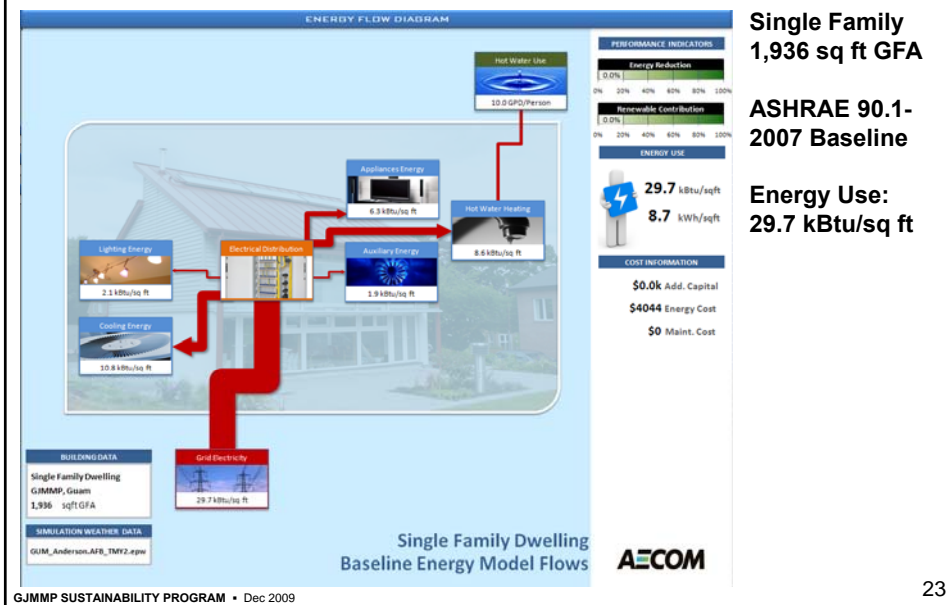 ENERGY FLOW DIAGRAM
Hot Water Use
10.0 GPD/Person
Appliances Energy
6.3 kBtu/sq ft
Hot Water Heating
8.6 kBtu/sq ft
Lighting Energy
2.1 kBtu/sq ft
Electrical Distribution
Auxiliary Energy
1.9 kBtu/sq ft
Cooling Energy
10.8 kBtu/sq ft
Grid Electricity
29.7 kBtu/sq ft
BUILDING DATA
Single Family Dwelling
GJMMP, Guam
1,936 sqft GFA
SIMULATION WEATHER DATA
GUM_Anderson.AFB_TMY2.epw
Single Family Dwelling
Baseline Energy Model Flows
PERFORMANCE INDICATORS
Energy Reduction
0.0%
0% 20% 40% 60% 80% 100%
Renewable Contribution
0.0%
0% 20% 40% 60% 80% 100%
ENERGY USE
29.7 kBtu/sqft
8.7 kWh/sqft
COST INFORMATION
$0.0k Add. Capital
$4044 Energy Cost
$0 Maint. Cost
AECOM
Single Family
1,936 sq ft GFA
ASHRAE 90.1-
2007 Baseline
Energy Use:
29.7 kBtu/sq ft
GJMMP SUSTAINABILITY PROGRAM ▪ Dec 2009
23